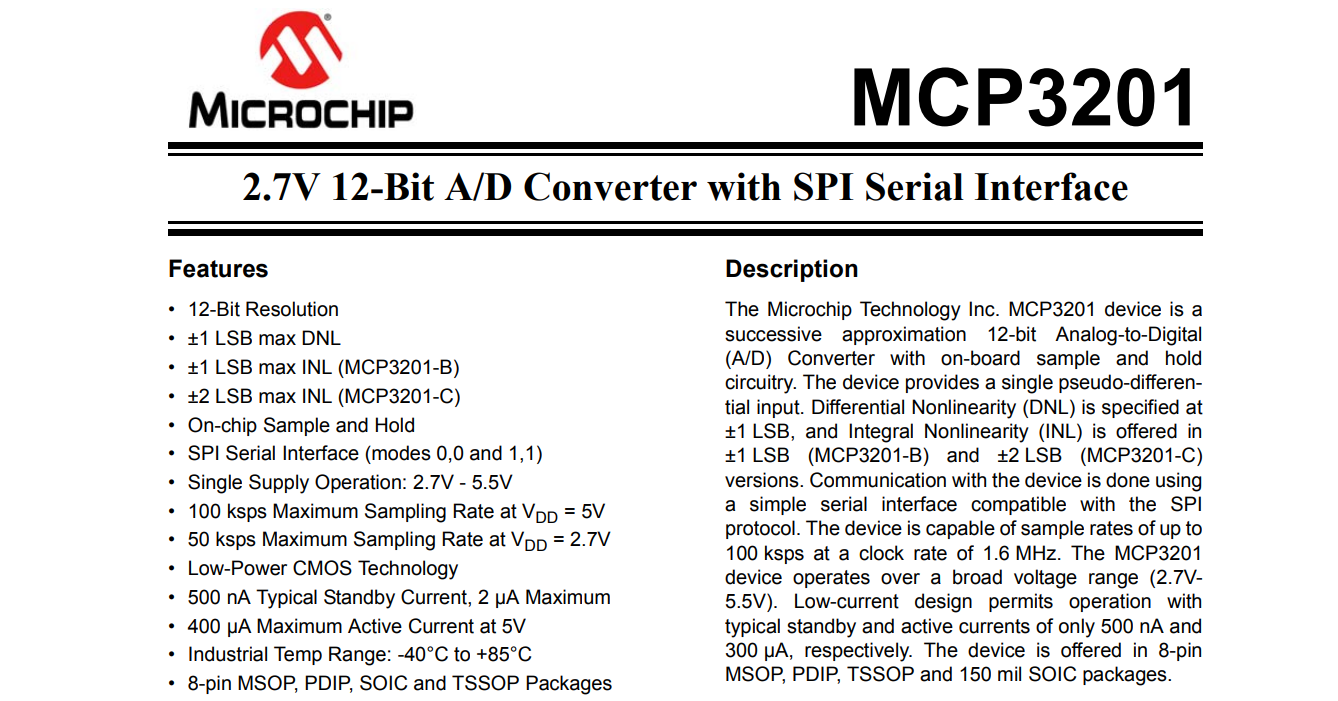 MICROCHIP
MCP3201
2.7V 12-Bit A/D Converter with SPI Serial Interface
Features
• 12-Bit Resolution
• ±1 LSB max DNL
• ±1 LSB max INL (MCP3201-B)
• ±2 LSB max INL (MCP3201-C)
• On-chip Sample and Hold
• SPI Serial Interface (modes 0,0 and 1,1)
• Single Supply Operation: 2.7V - 5.5V
• 100 ksps Maximum Sampling Rate at VDD = 5V
• 50 ksps Maximum Sampling Rate at VDD = 2.7V
• Low-Power CMOS Technology
• 500 nA Typical Standby Current, 2 µA Maximum
• 400 µA Maximum Active Current at 5V
• Industrial Temp Range: -40°C to +85°C
• 8-pin MSOP, PDIP, SOIC and TSSOP Packages
Description
The Microchip Technology Inc. MCP3201 device is a
successive approximation 12-bit Analog-to-Digital
(A/D) Converter with on-board sample and hold
circuitry. The device provides a single pseudo-differen-
tial input. Differential Nonlinearity (DNL) is specified at
±1 LSB, and Integral Nonlinearity (INL) is offered in
±1 LSB (MCP3201-B) and ±2 LSB (MCP3201-C)
versions. Communication with the device is done using
a simple serial interface compatible with the SPI
protocol. The device is capable of sample rates of up to
100 ksps at a clock rate of 1.6 MHz. The MCP3201
device operates over a broad voltage range (2.7V-
5.5V). Low-current design permits operation with
typical standby and active currents of only 500 nA and
300 µA, respectively. The device is offered in 8-pin
MSOP, PDIP, TSSOP and 150 mil SOIC packages.